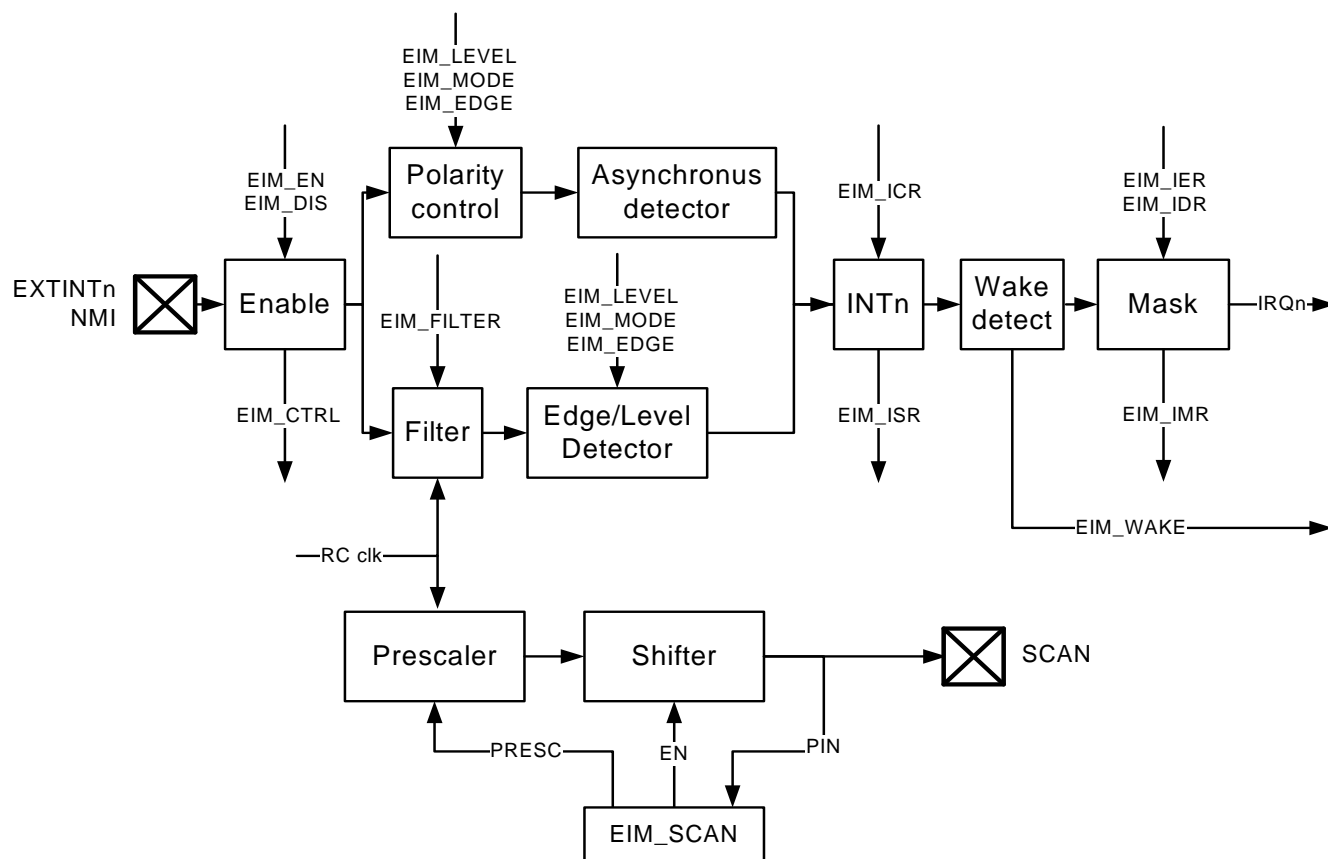 EIM_LEVEL
EIM_MODE
EIM_EDGE
EIM_EN
EIM_DIS
Polarity
control
Asynchronus
detector
EIM_ICR
EIM_IER
EIM_IDR
EXTINTn
NMI
Enable
EIM_FILTER
EIM_LEVEL
EIM_MODE
EIM_EDGE
INTn
Wake
detect
Mask
IRQn
EIM_CTRL
Filter
Edge/Level
Detector
EIM_ISR
EIM_IMR
EIM_WAKE
RC clk
Prescaler
Shifter
SCAN
PRESC
EN
PIN
EIM_SCAN